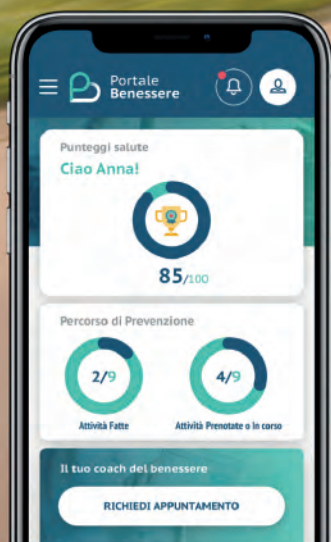 Portale
Benessere
Punteggi salute
Ciao Anna!
85/100
Percorso di Prevenzione
2/9
4/9
Attività Fatte
Attività Prenotate o In corso
Il tuo coach del benessere
RICHIEDI APPUNTAMENTO